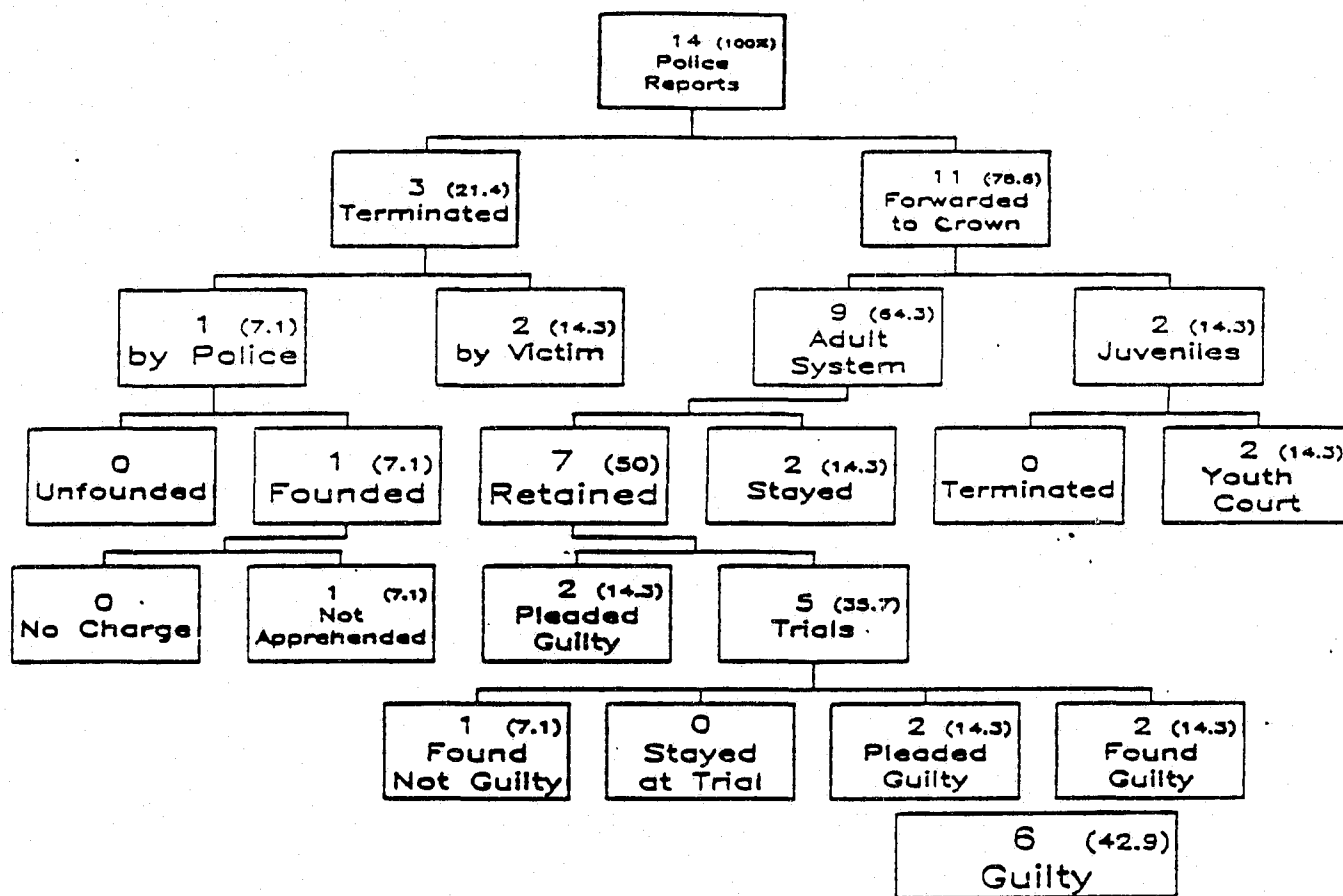 14 (100%)
Police
Reports
3 (21.4)
Terminated
11 (78.6)
Forwarded
to Crown
1 (7.1)
by Police
2 (14.3)
by Victim
9 (64.3)
Adult
System
2 (14.3)
Juveniles
0
Unfounded
1 (7.1)
Founded
7 (50)
Retained
2 (14.3)
Stayed
0
Terminated
2 (14.3)
Youth
Court
0
No Charge
1 (7.1)
Not
Apprehended
2 (14.3)
Pleaded
Guilty
5 (35.7)
Trials
1 (7.1)
Found
Not Guilty
0
Stayed
at Trial
2 (14.3)
Pleaded
Guilty
2 (14.3)
Found
Guilty
6 (42.9)
Guilty